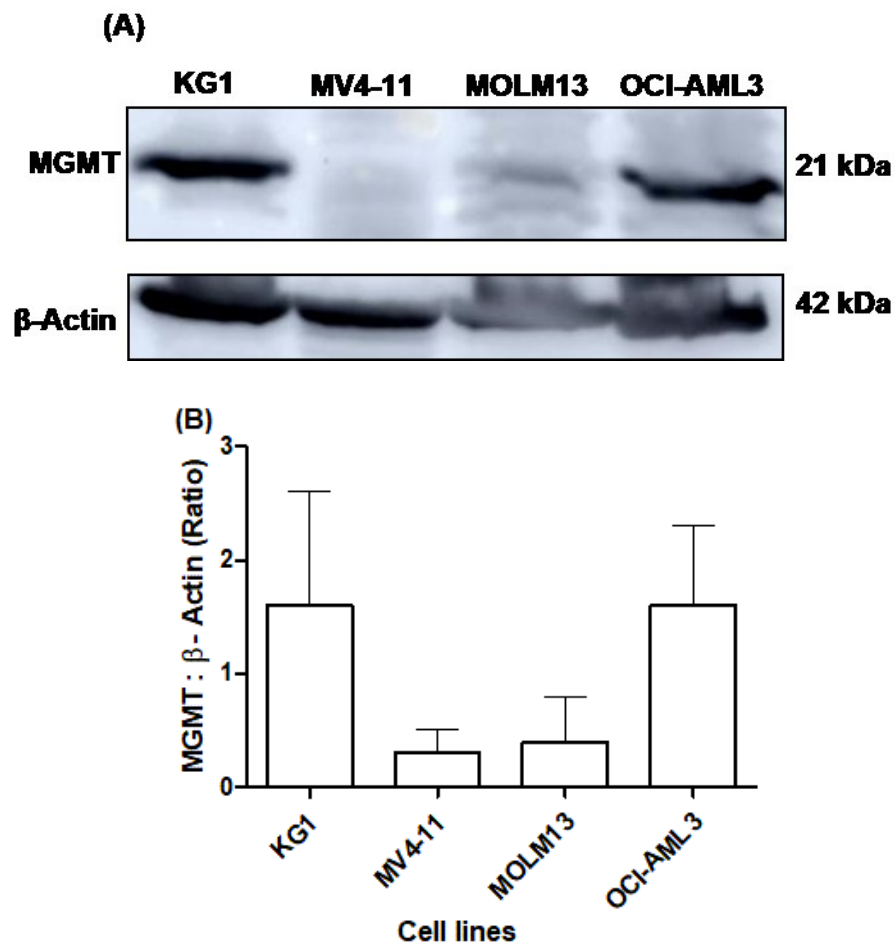 (A)
KG1 MV4-11 MOLM13 OCI-AML3
MGMT 21 kDa
β-Actin 42 kDa
(B)
MGMT : β - Actin (Ratio)
3
2
1
0
KG1 MV4-11 MOLM13 OCI-AML3
Cell lines